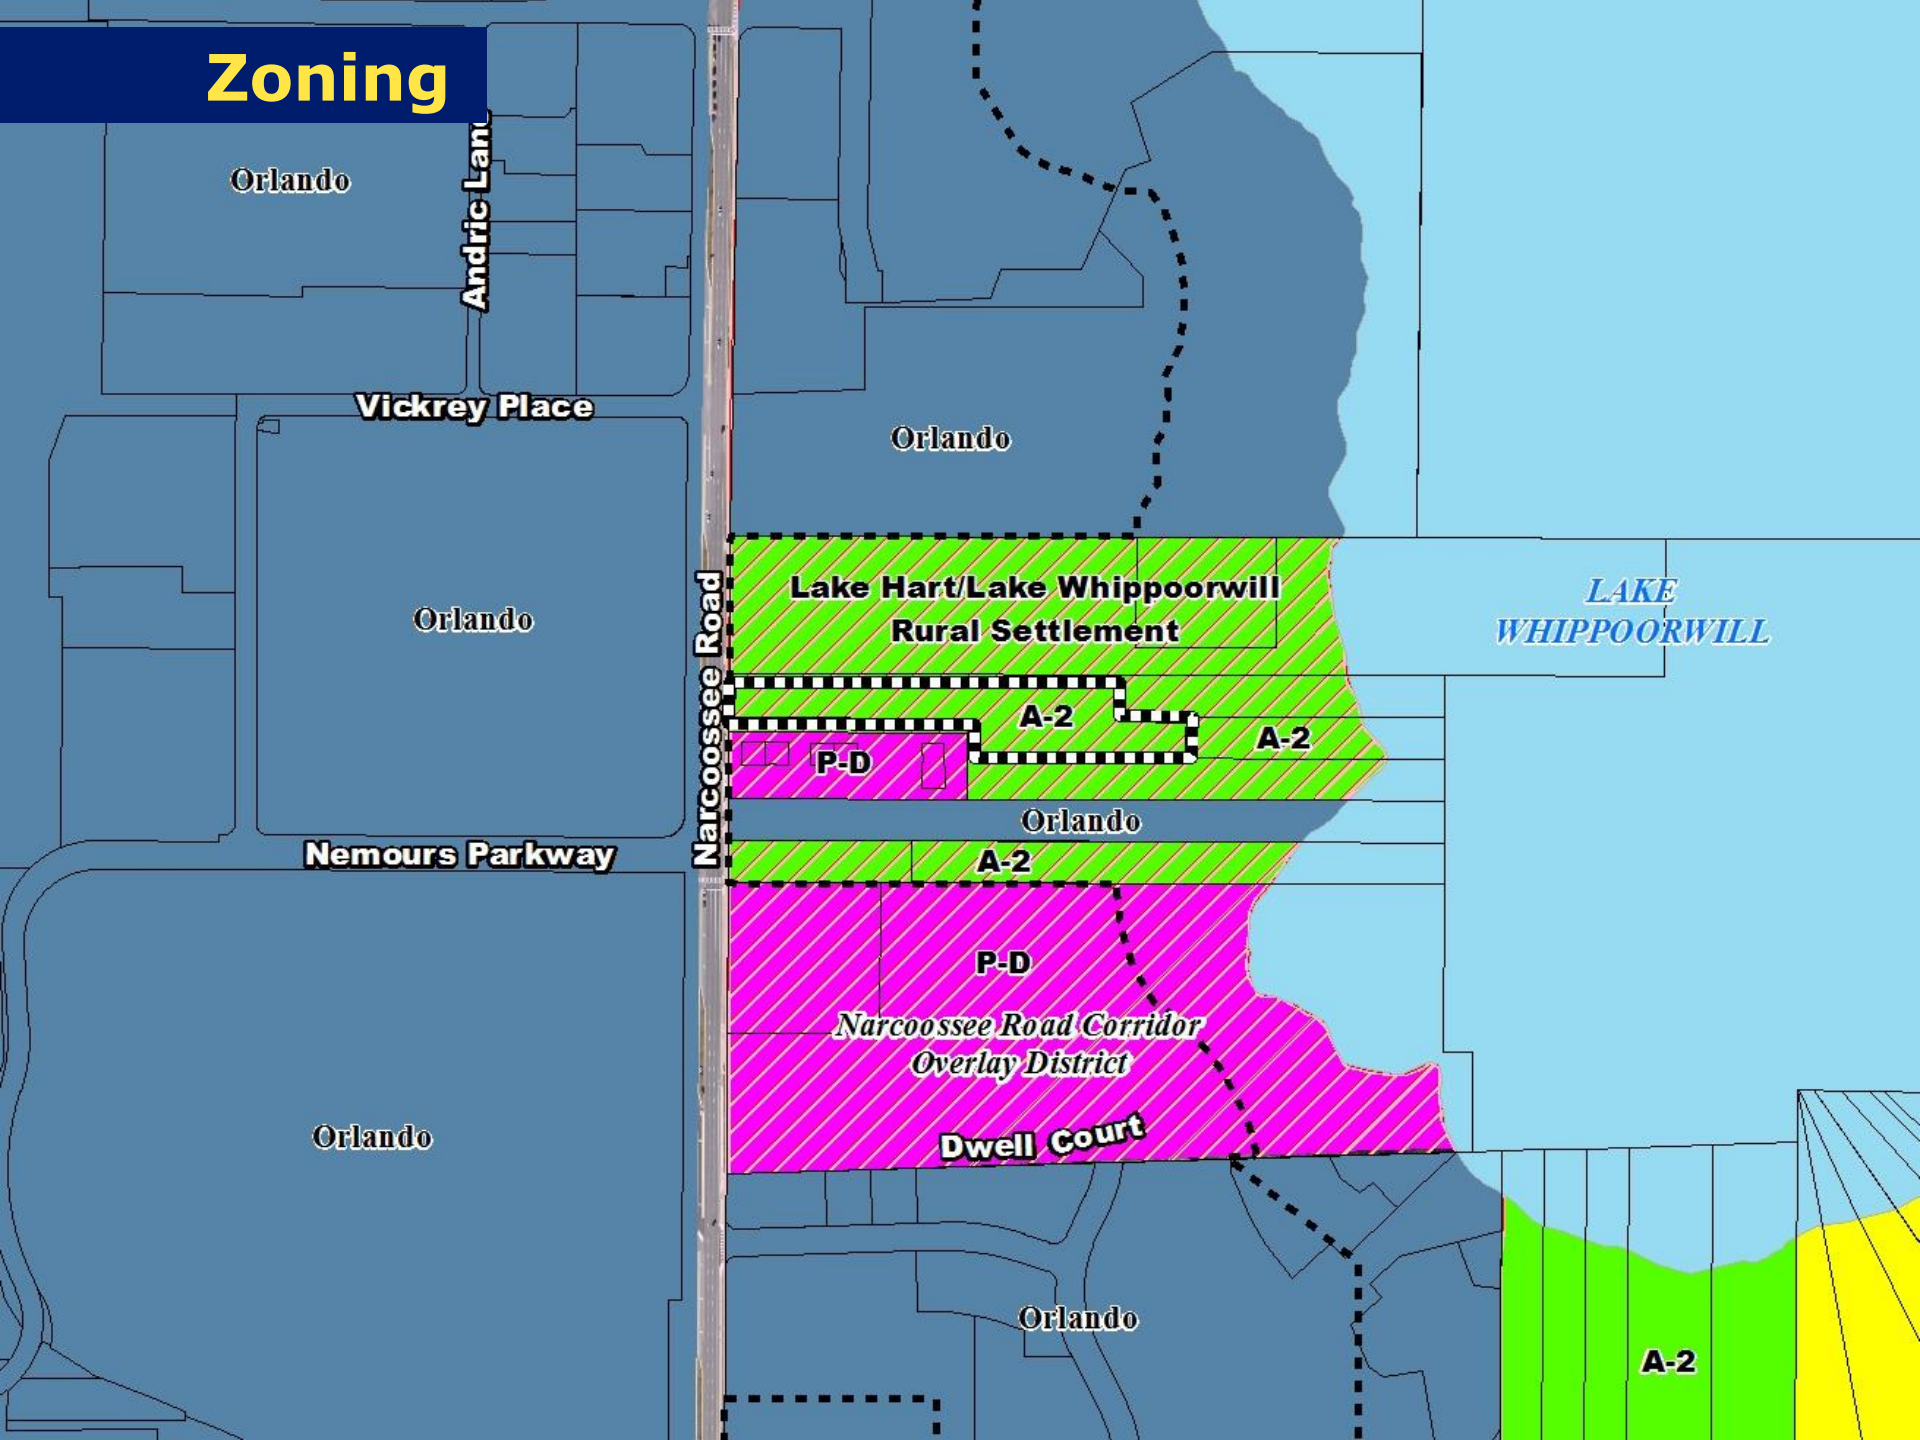 Zoning
Orlando
Andric Lane
Vickrey Place
Orlando
Orlando
Lake Hart/Lake Whippoorwill
Rural Settlement
LAKE
WHIPPOORWILL
Narcoossee Road
A-2
A-2
P-D
Orlando
Nemours Parkway
A-2
P-D
Narcoossee Road Corridor
Overlay District
Orlando
Dwell Court
Orlando
A-2